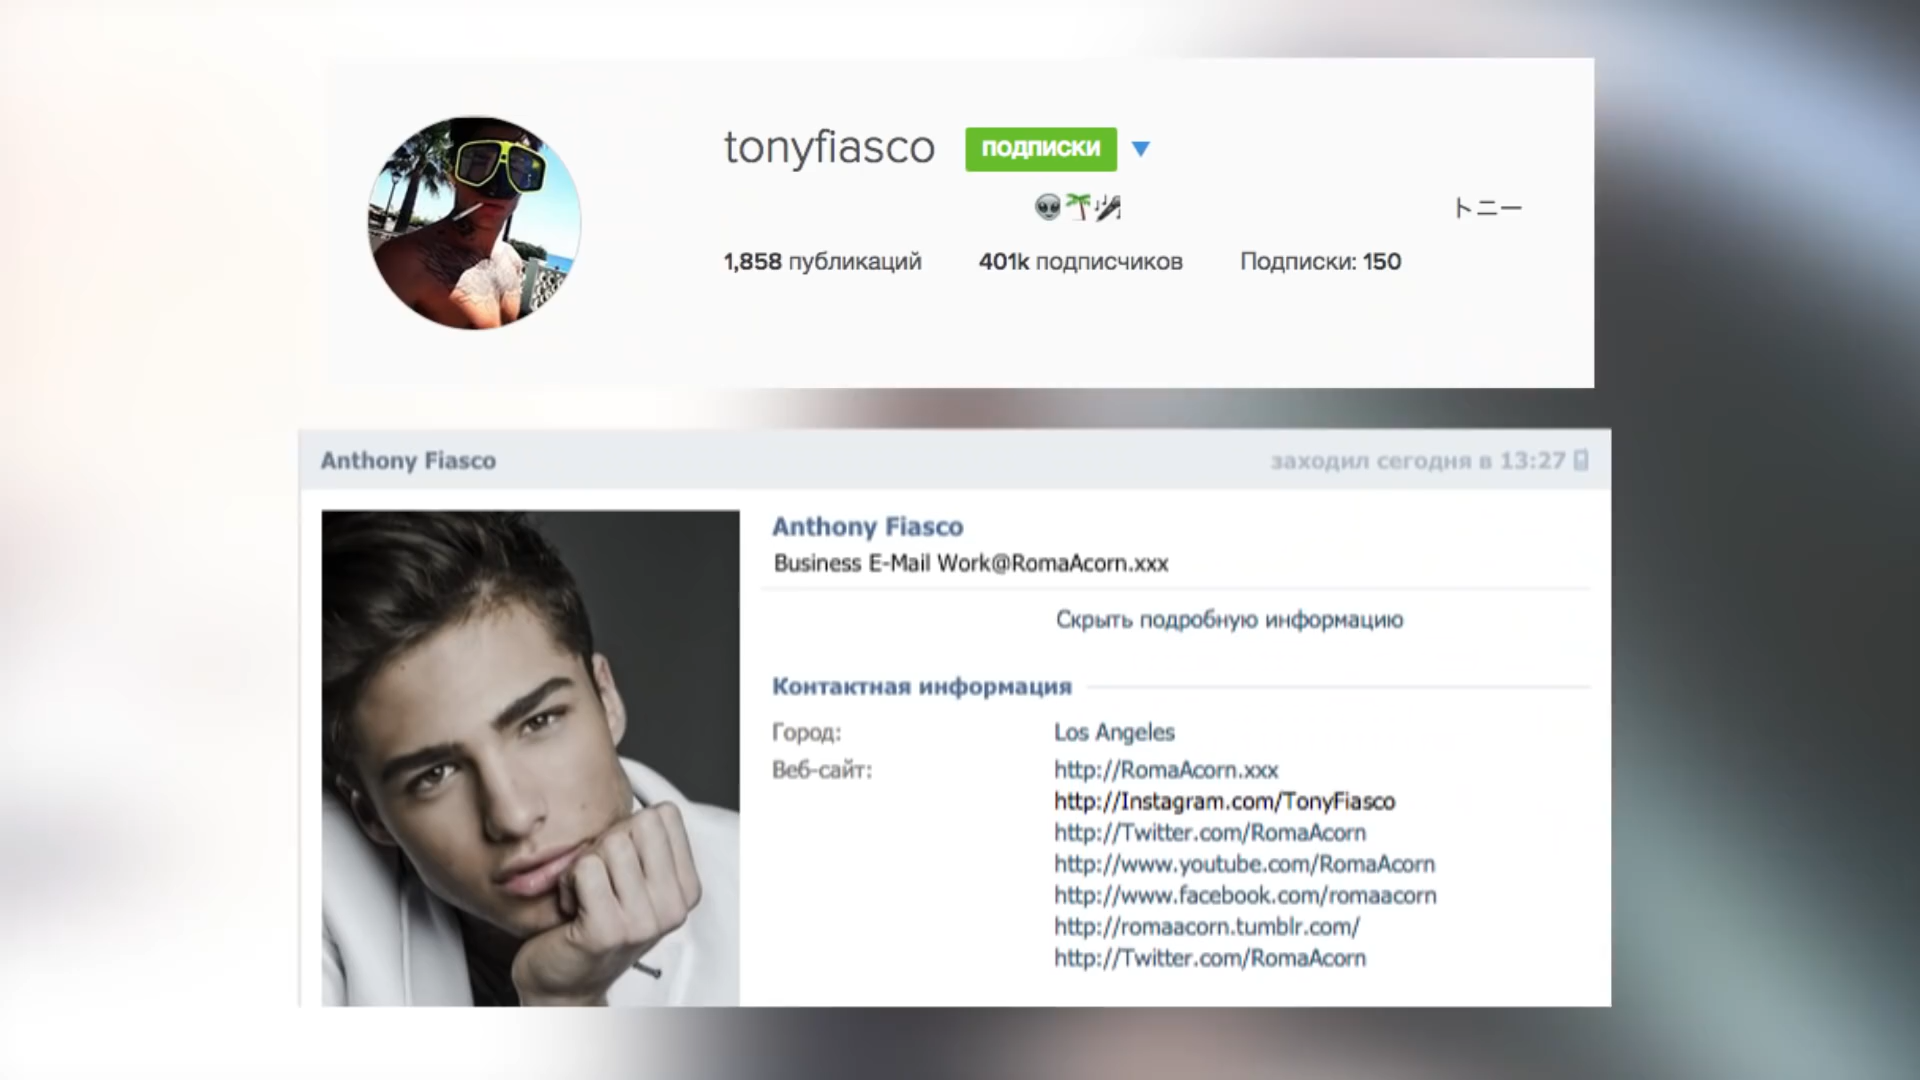 tonyfiasco ПОДПИСКИ
👽🌴🎤 トニー
1,858 публикаций 401k подписчиков Подписки: 150
Anthony Fiasco заходил сегодня в 13:27
Anthony Fiasco
Business E-Mail Work@RomaAcorn.xxx
Скрыть подробную информацию
Контактная информация
Город: Los Angeles
Веб-сайт: http://RomaAcorn.xxx
http://Instagram.com/TonyFiasco
http://Twitter.com/RomaAcorn
http://www.youtube.com/RomaAcorn
http://www.facebook.com/romaacorn
http://romaacorn.tumblr.com/
http://Twitter.com/RomaAcorn